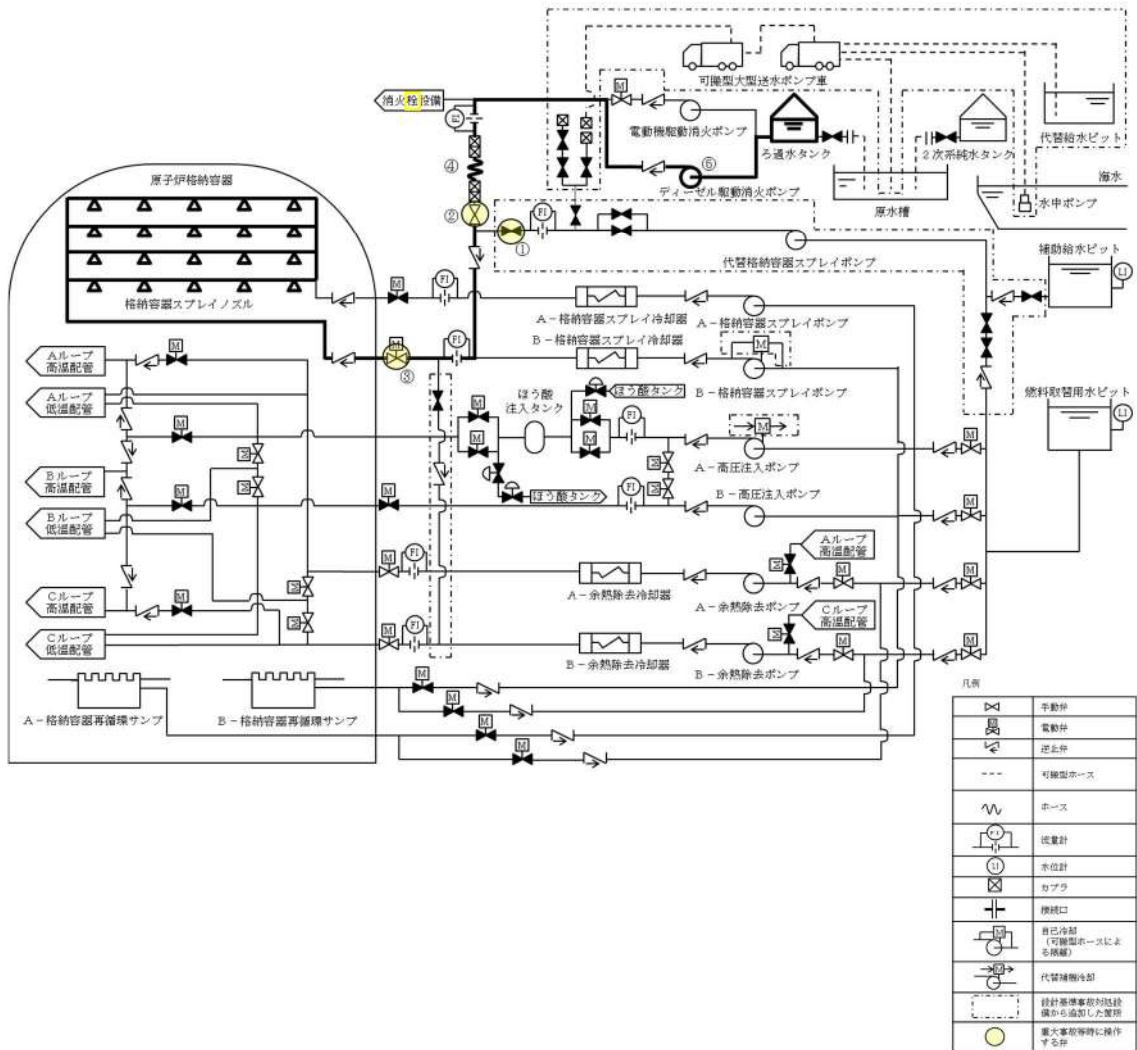 可搬型大型送水ポンプ車
消火栓設備
M
FI
電動機駆動消火ポンプ
ろ過水タンク
2次系純水タンク
代替給水ピット
④
⑥
ディーゼル駆動消火ポンプ
原水槽
海水
水中ポンプ
原子炉格納容器
②
①
FI
代替格納容器スプレイポンプ
補助給水ピット
LI
格納容器スプレイノズル
M
FI
A-格納容器スプレイ冷却器
A-格納容器スプレイポンプ
B-格納容器スプレイ冷却器
M
FI
M
③
B-格納容器スプレイポンプ
燃料取替用水ピット
LI
Aループ
高温配管
M
Aループ
低温配管
ほう酸
注入タンク
ほう酸タンク
M
M
M
M
M
FI
M
A-高圧注入ポンプ
M
Bループ
高温配管
M
M
M
M
M
ほう酸タンク
FI
M
B-高圧注入ポンプ
M
Bループ
低温配管
Aループ
高温配管
M
FI
M
M
M
A-余熱除去冷却器
A-余熱除去ポンプ
Cループ
高温配管
M
M
M
Cループ
高温配管
Cループ
低温配管
M
FI
M
M
M
B-余熱除去冷却器
B-余熱除去ポンプ
A-格納容器再循環サンプ
B-格納容器再循環サンプ
M
M
M
M
凡例
手動弁
M
電動弁
逆止弁
可搬型ホース
ホース
FI
流量計
LI
水位計
カプラ
接続口
M
自己冷却
(可搬型ホースによ
る隔離)
M
代替補機冷却
設計基準事故対処設
備から追加した箇所
重大事故等時に操作
する弁